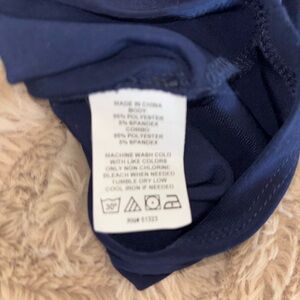 MADE IN CHINA
BODY
95% POLYESTER
5% SPANDEX
COMBO
95% POLYESTER
5% SPANDEX
MACHINE WASH COLD
WITH LIKE COLORS
ONLY NON CHLORINE
BLEACH WHEN NEEDED
TUMBLE DRY LOW
COOL IRON IF NEEDED
30°
RN# 51323